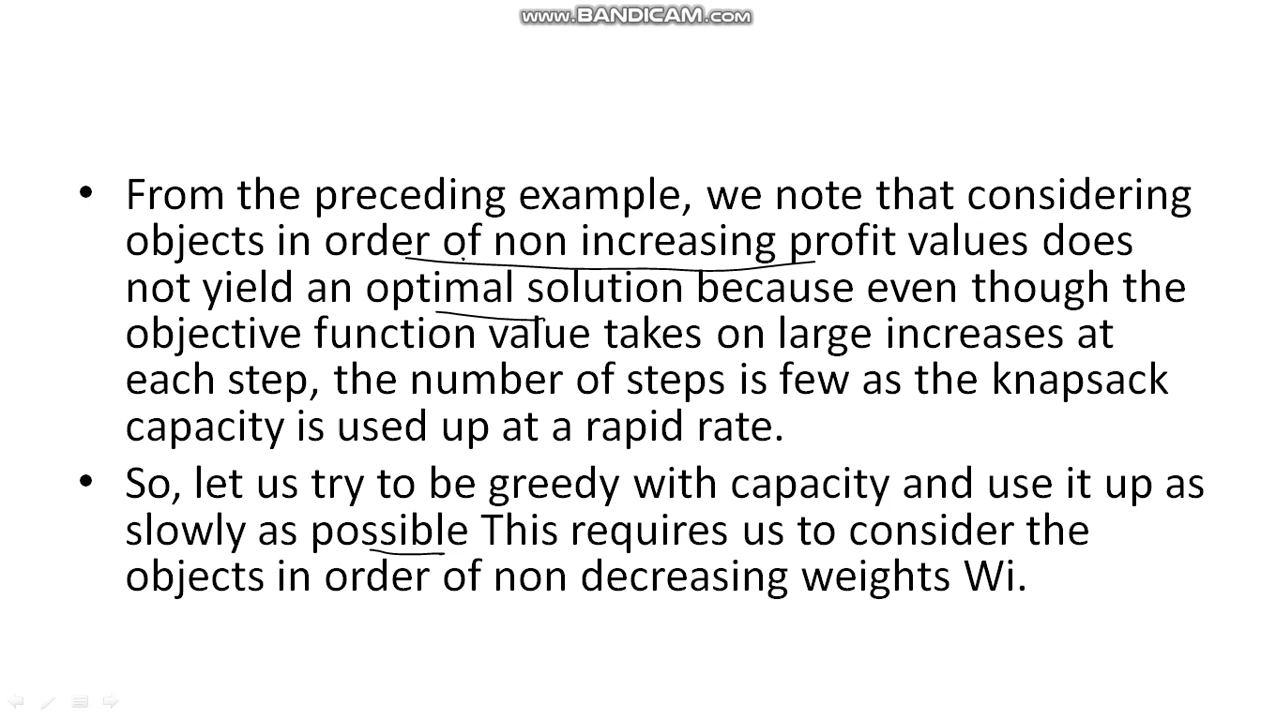 www.BANDICAM.com
• From the preceding example, we note that considering
objects in order of non increasing profit values does
not yield an optimal solution because even though the
objective function value takes on large increases at
each step, the number of steps is few as the knapsack
capacity is used up at a rapid rate.
• So, let us try to be greedy with capacity and use it up as
slowly as possible This requires us to consider the
objects in order of non decreasing weights Wi.